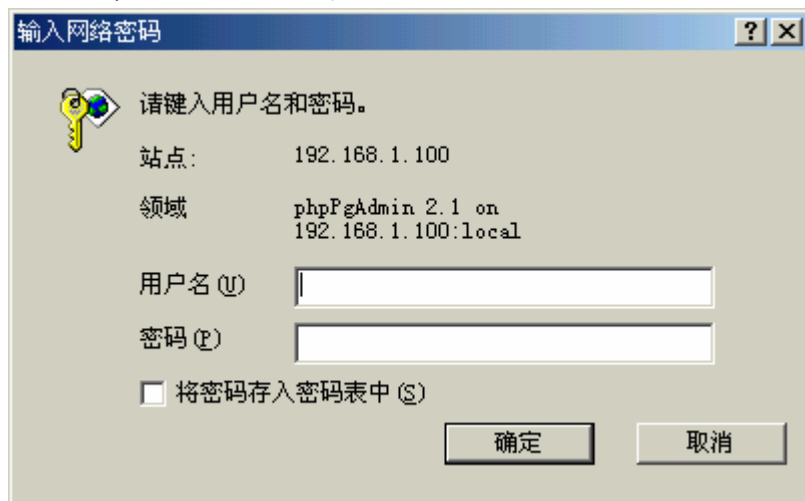 输入网络密码
请键入用户名和密码。
站点: 192.168.1.100
领域 phpPgAdmin 2.1 on
192.168.1.100:local
用户名(U)
密码(P)
将密码存入密码表中(S)
确定 取消